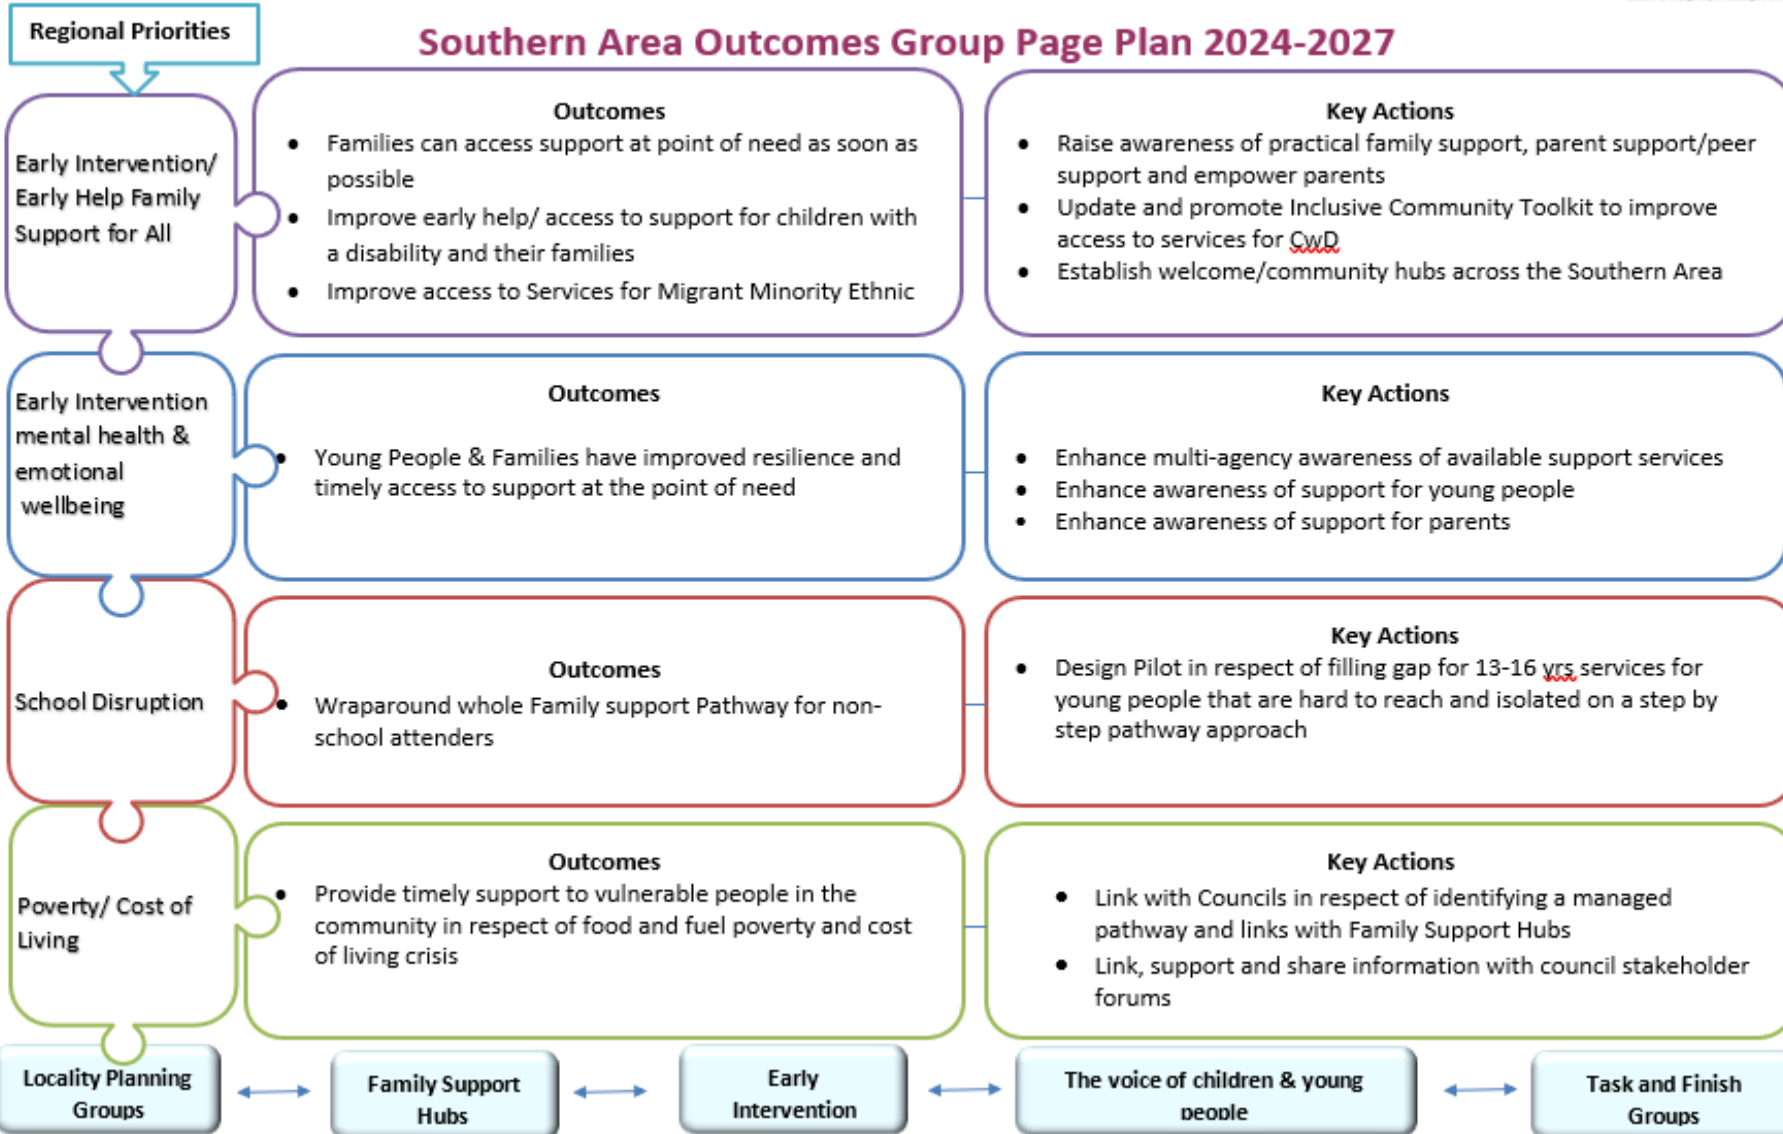 Regional Priorities
Southern Area Outcomes Group Page Plan 2024-2027
Early Intervention/
Early Help Family
Support for All
Outcomes
• Families can access support at point of need as soon as
possible
• Improve early help/ access to support for children with
a disability and their families
• Improve access to Services for Migrant Minority Ethnic
Key Actions
• Raise awareness of practical family support, parent support/peer
support and empower parents
• Update and promote Inclusive Community Toolkit to improve
access to services for CwD
• Establish welcome/community hubs across the Southern Area
Early Intervention
mental health &
emotional
wellbeing
Outcomes
• Young People & Families have improved resilience and
timely access to support at the point of need
Key Actions
• Enhance multi-agency awareness of available support services
• Enhance awareness of support for young people
• Enhance awareness of support for parents
School Disruption
Outcomes
• Wraparound whole Family support Pathway for non-
school attenders
Key Actions
• Design Pilot in respect of filling gap for 13-16 yrs services for
young people that are hard to reach and isolated on a step by
step pathway approach
Poverty/ Cost of
Living
Outcomes
• Provide timely support to vulnerable people in the
community in respect of food and fuel poverty and cost
of living crisis
Key Actions
• Link with Councils in respect of identifying a managed
pathway and links with Family Support Hubs
• Link, support and share information with council stakeholder
forums
Locality Planning
Groups
Family Support
Hubs
Early
Intervention
The voice of children & young
people
Task and Finish
Groups